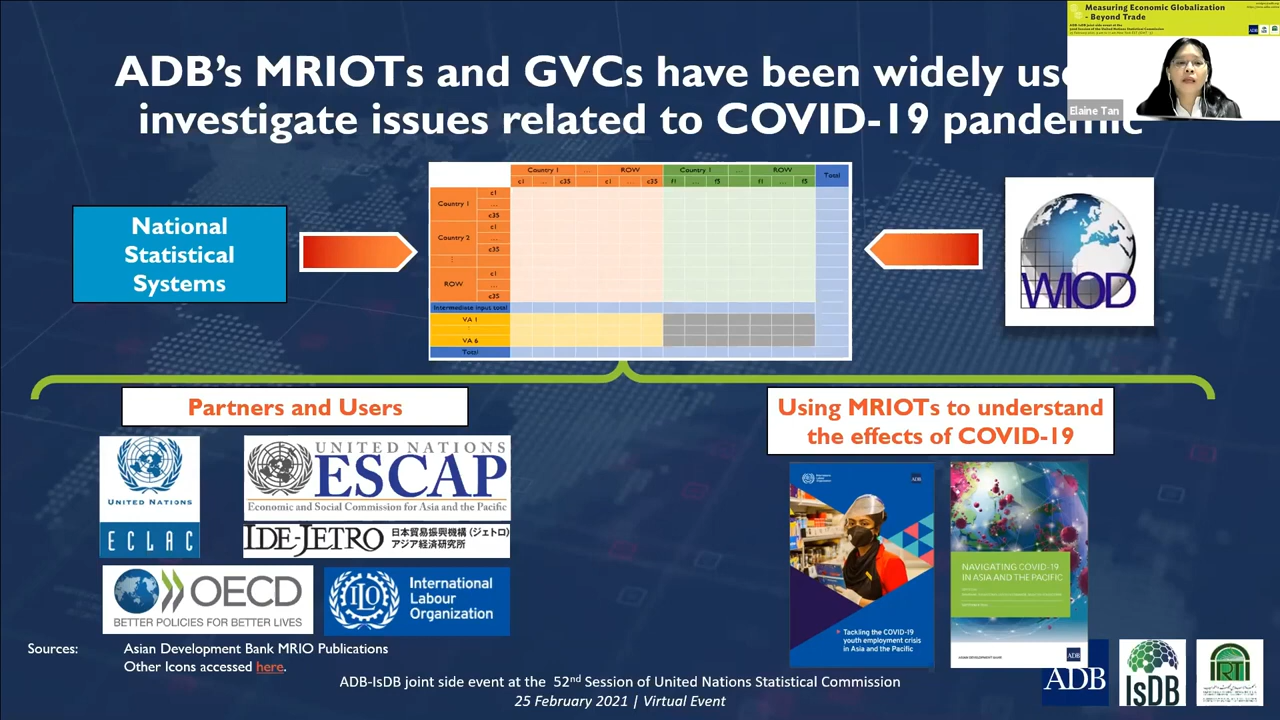 Measuring Economic Globalization
- Beyond Trade
ADB's MRIOTs and GVCs have been widely
investigate issues related to COVID-19
Elaine Tan
National
Statistical
Systems
Country 1 ... ROW Country 1 ... ROW Total
c1 ... c35 c1 ... c35 f1 ... f5 f1 ... f5
Country 1 c1
...
c35
Country 2 c1
...
c35
⋮
ROW c1
...
c35
Intermediate input total
VA 1
VA 6
Total
WIOD
Partners and Users
Using MRIOTs to understand
the effects of COVID-19
UNITED NATIONS
ECLAC
UNITED NATIONS
ESCAP
Economic and Social Commission for Asia and the Pacific
IDE-JETRO 日本貿易振興機構 (ジェトロ)
アジア経済研究所
OECD
BETTER POLICIES FOR BETTER LIVES
ILO International
Labour
Organization
Tackling the COVID-19
youth employment crisis
in Asia and the Pacific
NAVIGATING COVID-19
IN ASIA AND THE PACIFIC
ASIAN DEVELOPMENT BANK
ADB
Sources: Asian Development Bank MRIO Publications
Other Icons accessed here.
ADB-IsDB joint side event at the 52nd Session of United Nations Statistical Commission
February 2021 | Virtual Event
ADB
IsDB
IRTI